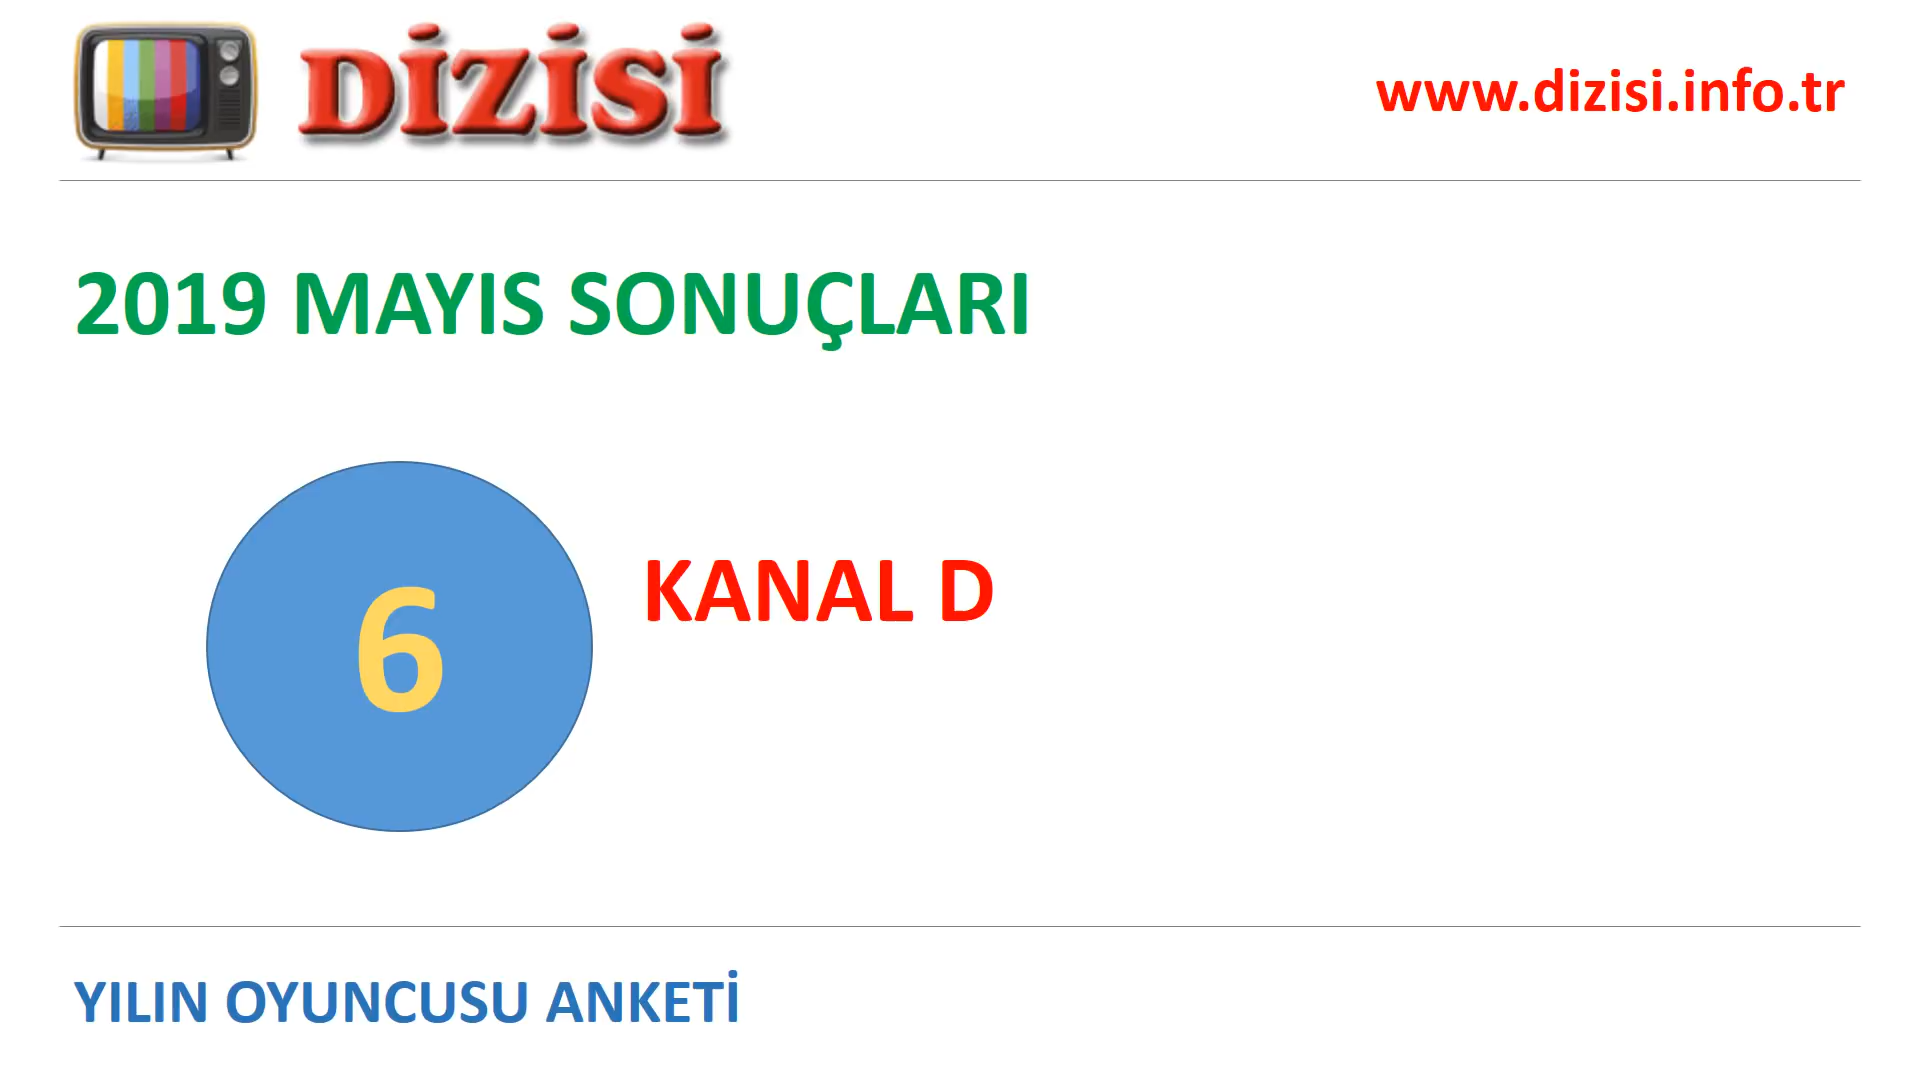 DİZİSİ
www.dizisi.info.tr
2019 MAYIS SONUÇLARI
6
KANAL D
YILIN OYUNCUSU ANKETİ